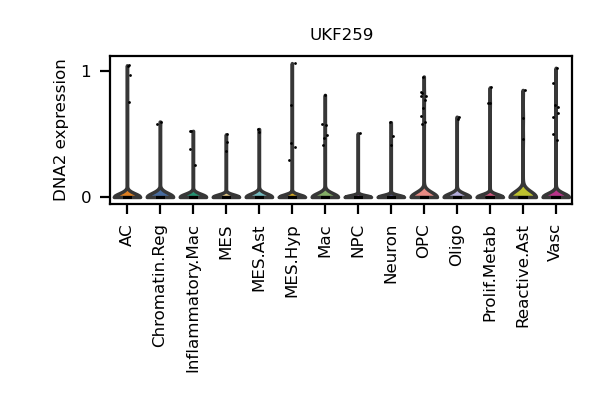 UKF259
DNA2 expression
1
0
AC
Chromatin.Reg
Inflammatory.Mac
MES
MES.Ast
MES.Hyp
Mac
NPC
Neuron
OPC
Oligo
Prolif.Metab
Reactive.Ast
Vasc